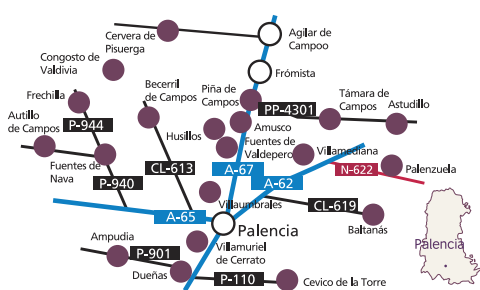 Cervera de
Pisuerga
Agilar de
Campoo
Congosto de
Valdivia
Frómista
Frechilla
Becerril
de Campos
Piña de
Campos
PP-4301
Támara de
Campos
Astudillo
Autillo
de Campos
P-944
Husillos
Amusco
Fuentes de
Valdepero
Villamediana
Fuentes de
Nava
CL-613
A-67
A-62
N-622
Palenzuela
P-940
Villaumbrales
CL-619
A-65
Palencia
Baltanás
Ampudia
P-901
Villamuriel
de Cerrato
Dueñas
P-110
Cevico de la Torre
Palencia